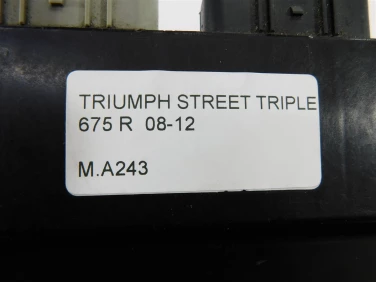 TRIUMPH STREET TRIPLE
675 R 08-12
M.A243